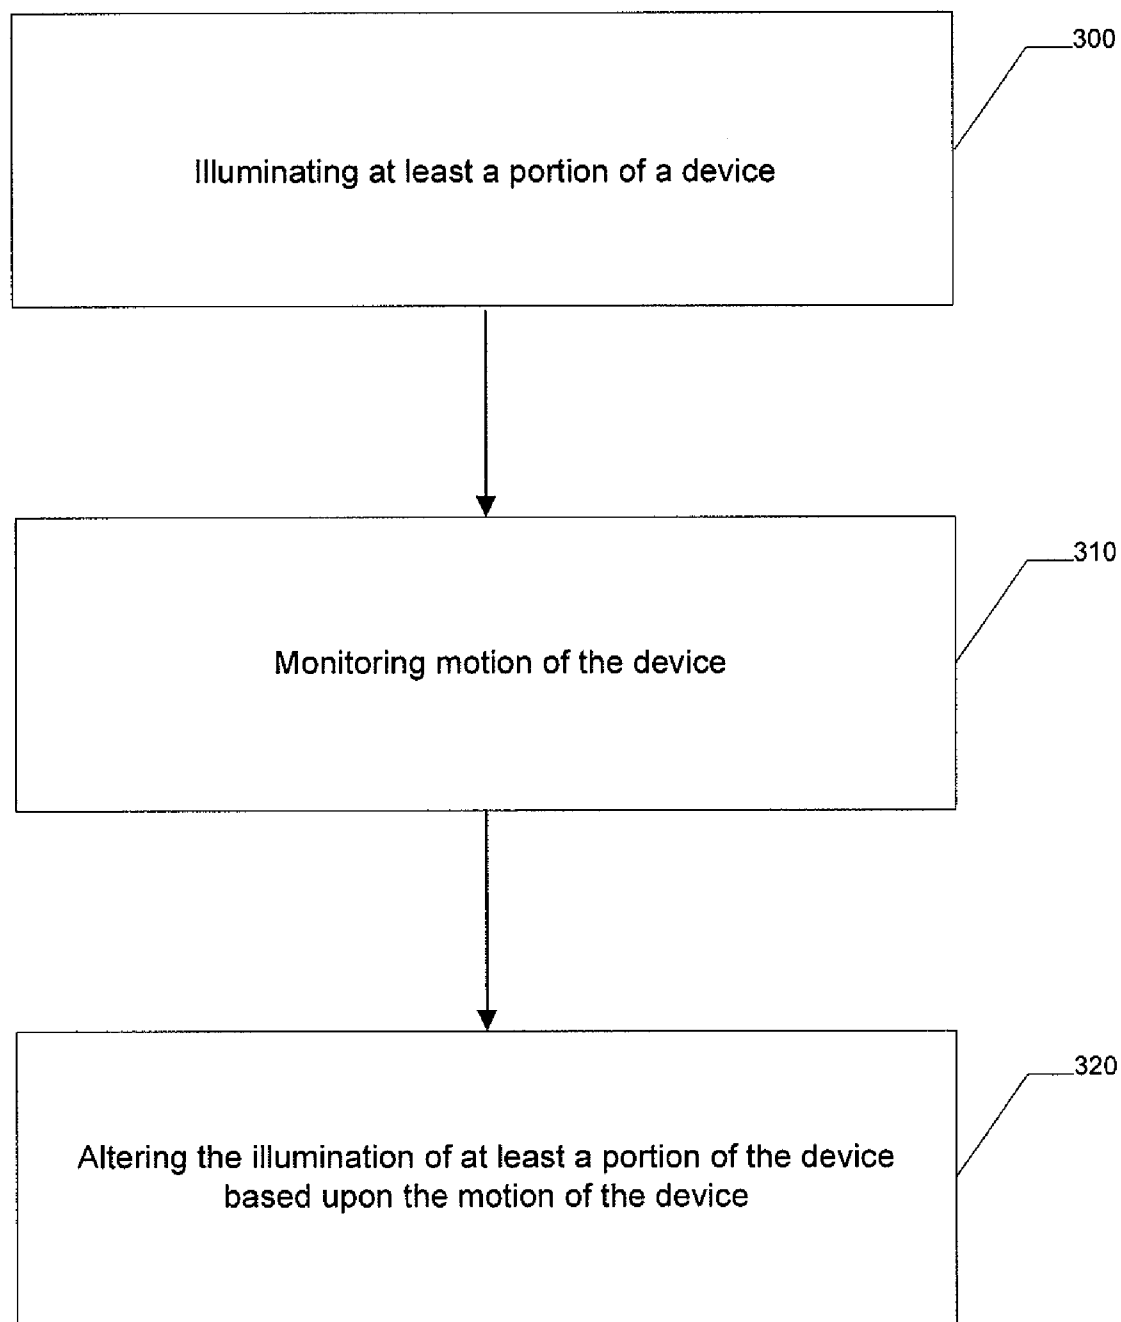 300
Illuminating at least a portion of a device
310
Monitoring motion of the device
320
Altering the illumination of at least a portion of the device
based upon the motion of the device